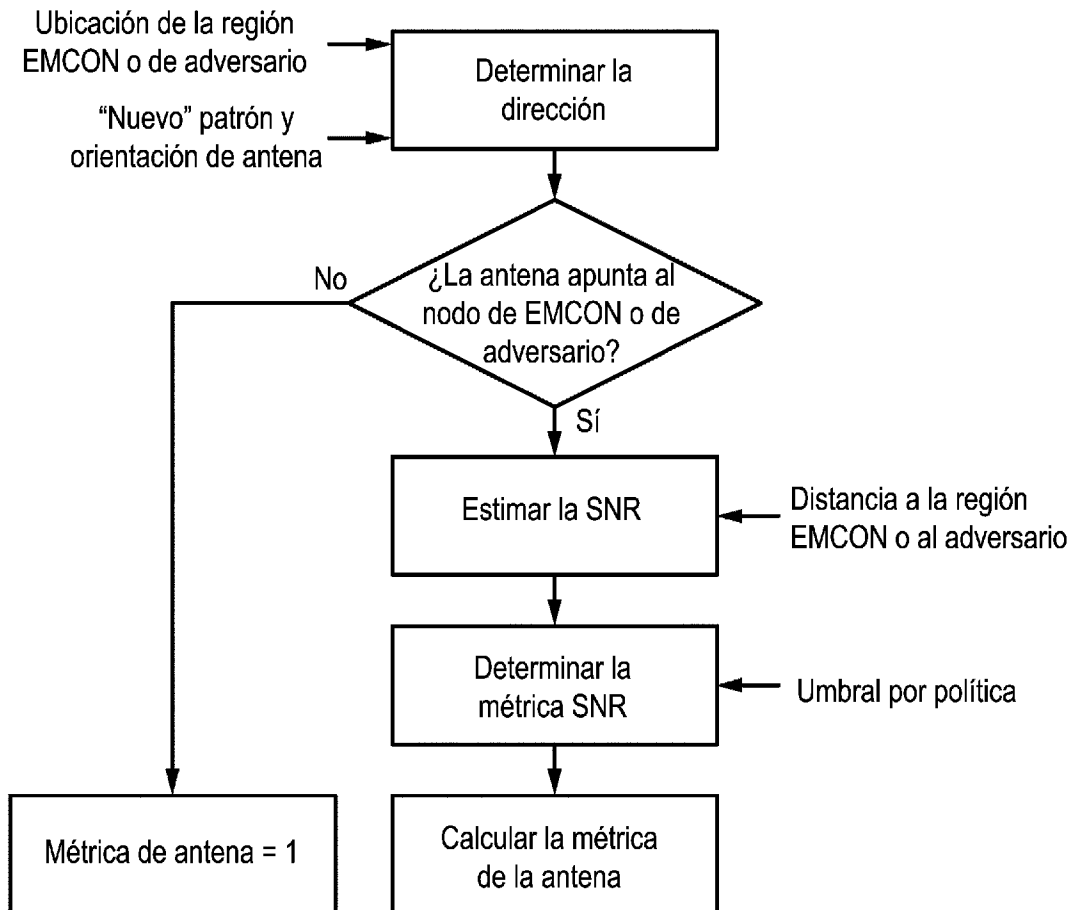 Ubicación de la región
EMCON o de adversario
Determinar la
dirección
“Nuevo” patrón y
orientación de antena
No
¿La antena apunta al
nodo de EMCON o de
adversario?
Sí
Estimar la SNR
Distancia a la región
EMCON o al adversario
Determinar la
métrica SNR
Umbral por política
Métrica de antena = 1
Calcular la métrica
de la antena